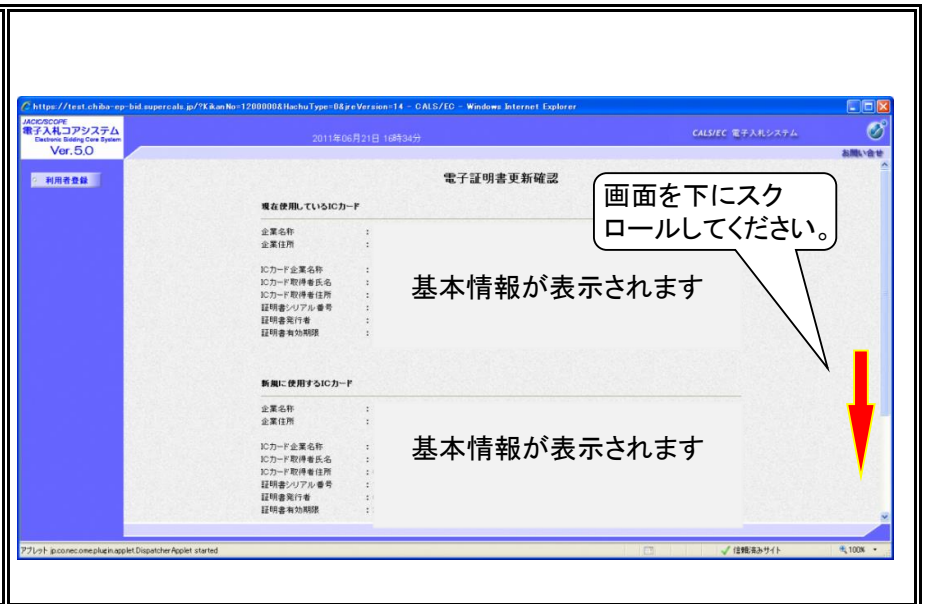 https://test.chiba-ep-bid.supercals.jp/?KikanNo=1200000&HachuType=0&jreVersion=14 - CALS/EC - Windows Internet Explorer
JACIC/SCOPE
電子入札コアシステム
Electronic Bidding Core System
Ver.5.0
2011年06月21日 16時34分
CALS/EC 電子入札システム
お問い合せ
利用者登録
電子証明書更新確認
画面を下にスク
ロールしてください。
現在使用しているICカード
企業名称 :
企業住所 :
ICカード企業名称 :
ICカード取得者氏名 :
ICカード取得者住所 :
証明書シリアル番号 :
証明書発行者 :
証明書有効期限 :
基本情報が表示されます
新規に使用するICカード
企業名称 :
企業住所 :
ICカード企業名称 :
ICカード取得者氏名 :
ICカード取得者住所 :
証明書シリアル番号 :
証明書発行者 :
証明書有効期限 :
基本情報が表示されます
アプレット jp.co.nec.ome.plugin.applet.DispatcherApplet started
信頼済みサイト
100%